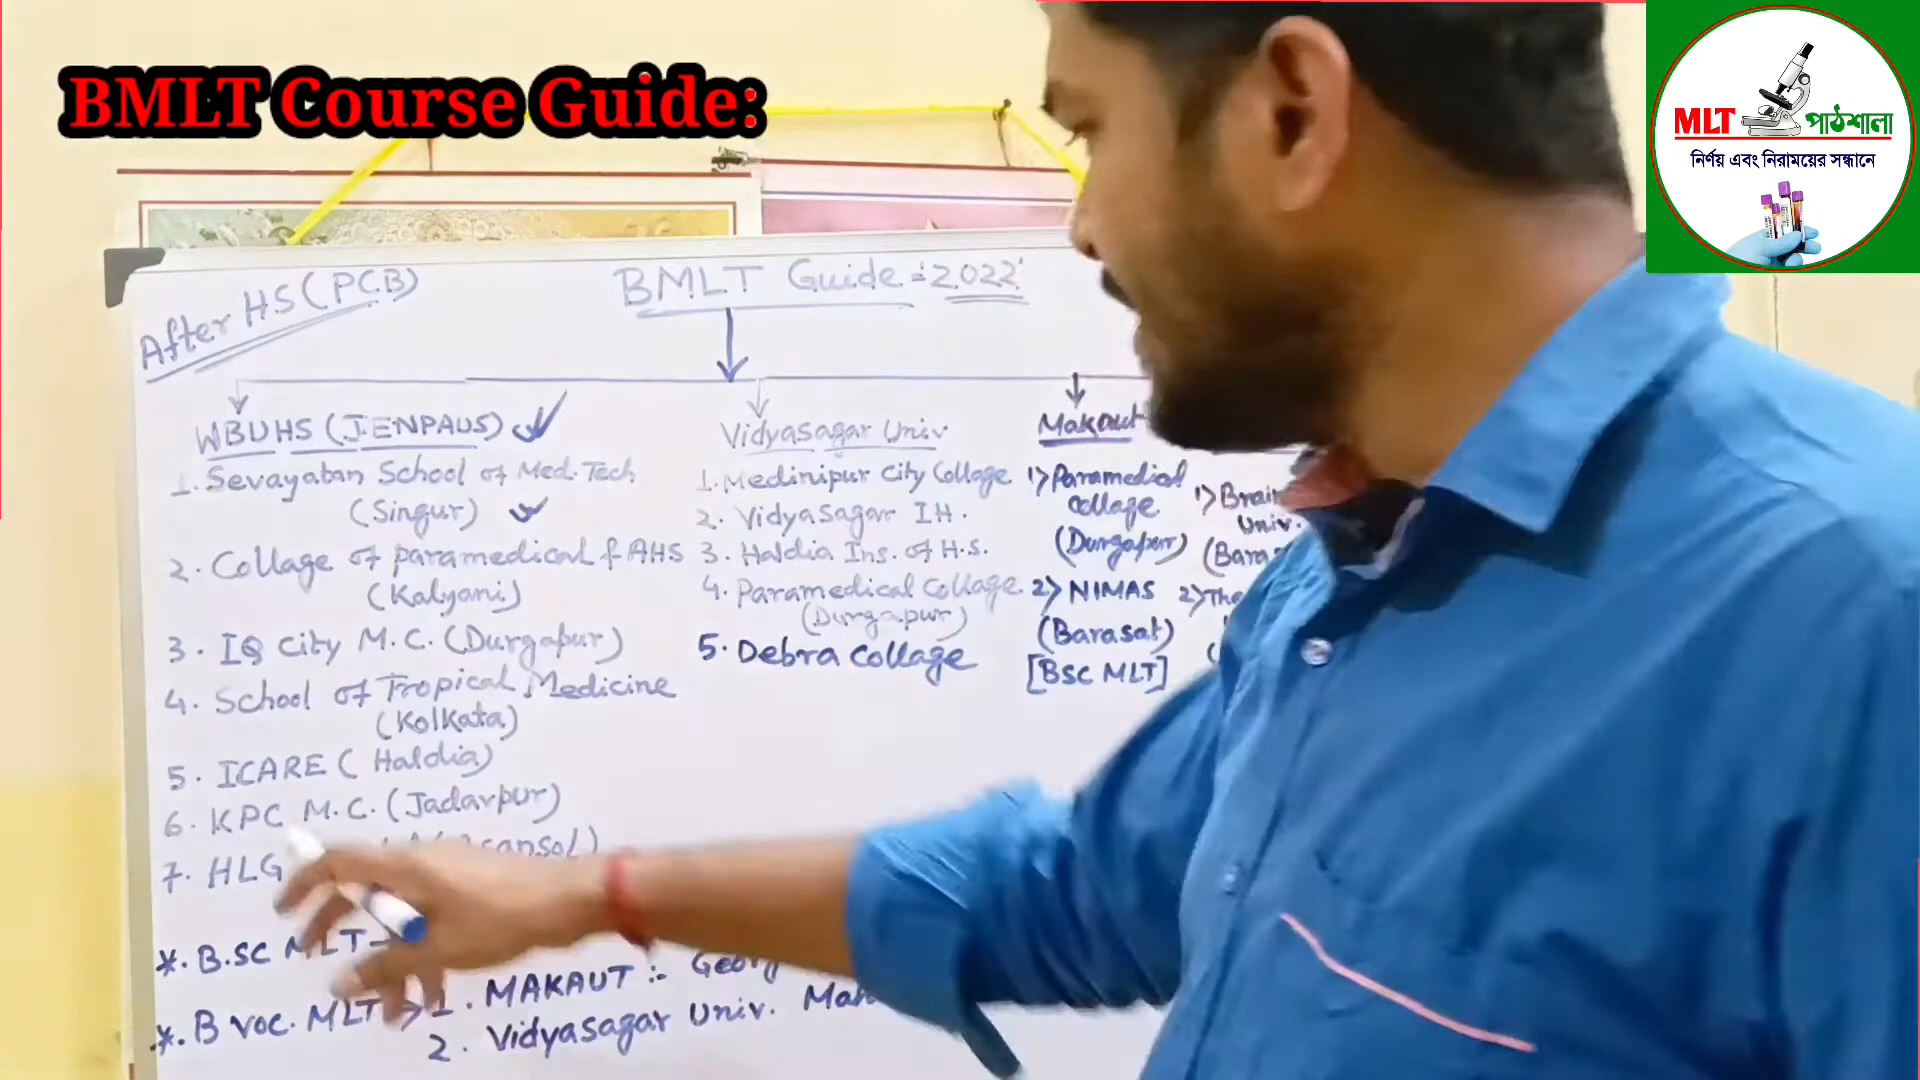 BMLT Course Guide:
MLT পাঠশালা
নির্ণয় এবং নিরাময়ের সন্ধানে
After H.S (PCB)
BMLT Guide = '2022'
WBUHS (JENPAUS)
1. Sevayatan School of Med. Tech
(Singur)
2. Collage of paramedical & AHS
(Kalyani)
3. IQ City M.C. (Durgapur)
4. School of Tropical Medicine
(Kolkata)
5. ICARE (Haldia)
6. KPC M.C. (Jadarpur)
7. HLG
Vidyasagar Univ
1. Medinipur City Collage
2. Vidyasagar I.H.
3. Haldia Ins. of H.S.
4. Paramedical Collage
(Durgapur)
5. Debra Collage
Makaut
1> Paramedical
Collage
(Durgapur)
2> NIMAS
(Barasat)
[BSC MLT]
1>
Univ.
2>
*. B.SC MLT
*. B VOC. MLT → 1. MAKAUT :-
2. Vidyasagar Univ.